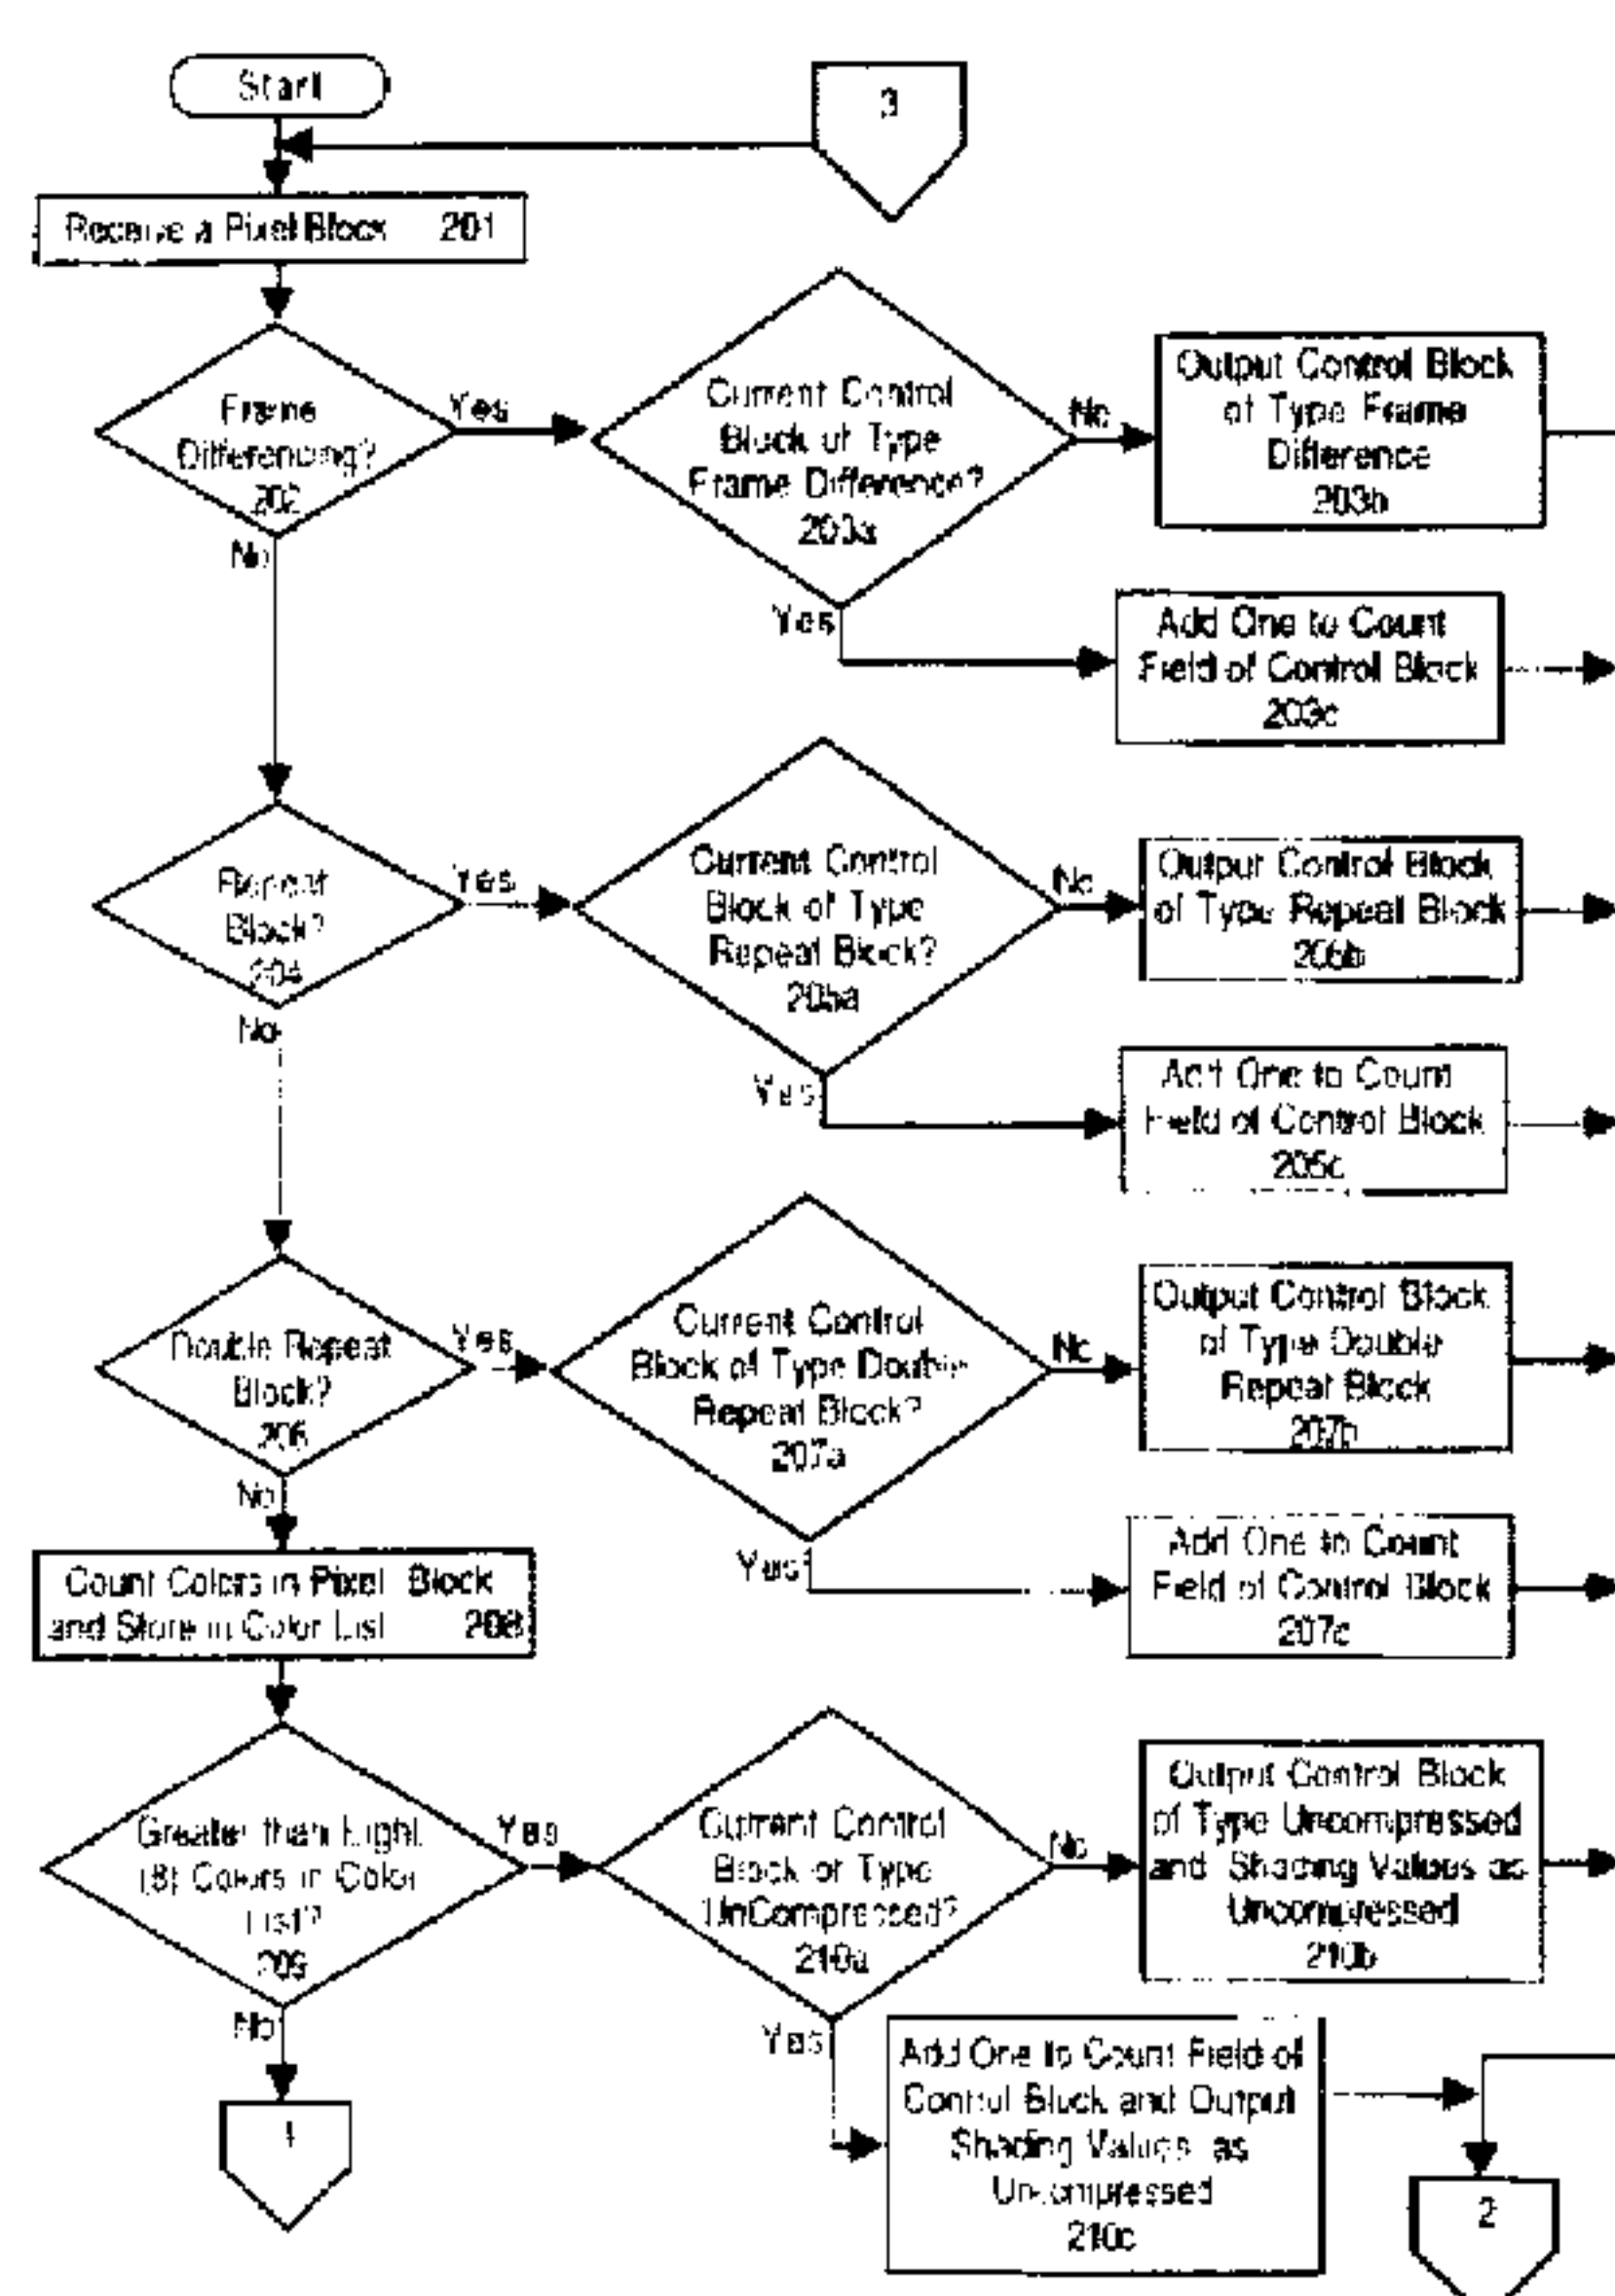 Start
3
Receive a Pixel Block 201
Frame
Differencing?
202
Yes
No
Current Control
Block of Type
Frame Difference?
203a
No
Yes
Output Control Block
of Type Frame
Difference
203b
Add One to Count
Field of Control Block
203c
Repeat
Block?
204
Yes
No
Current Control
Block of Type
Repeat Block?
205a
No
Yes
Output Control Block
of Type Repeat Block
205b
Add One to Count
Field of Control Block
205c
Double Repeat
Block?
206
Yes
No
Current Control
Block of Type Double
Repeat Block?
207a
No
Yes
Output Control Block
of Type Double
Repeat Block
207b
Add One to Count
Field of Control Block
207c
Count Colors in Pixel Block
and Store in Color List 208
Greater than Eight
(8) Colors in Color
List?
209
Yes
No
Current Control
Block of Type
UnCompressed?
210a
No
Yes
Output Control Block
of Type Uncompressed
and Shading Values as
Uncompressed
210b
Add One to Count Field of
Control Block and Output
Shading Values as
Uncompressed
210c
1
2